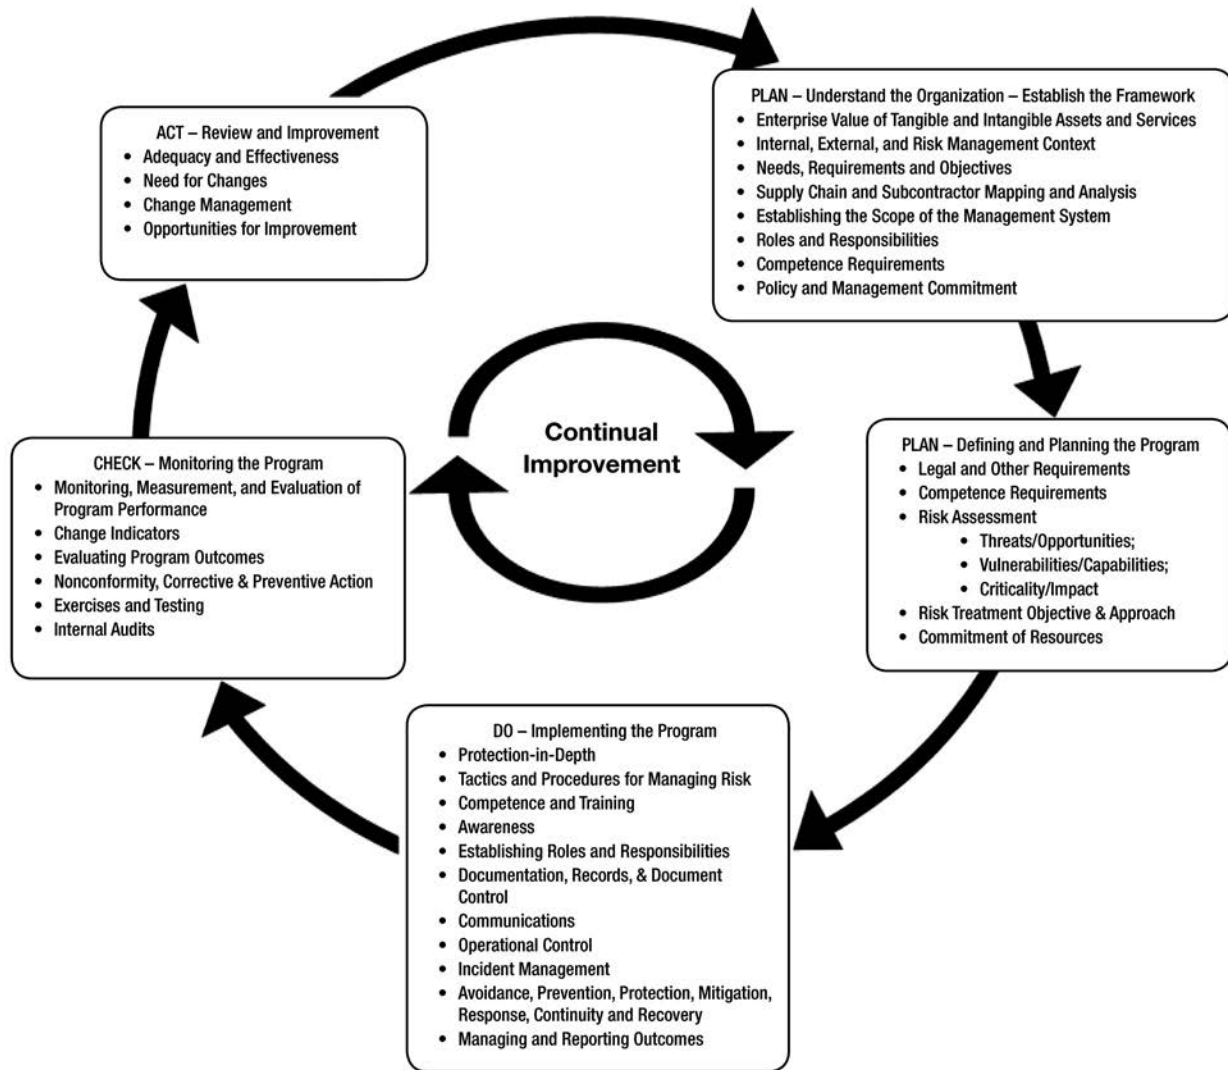 PLAN – Understand the Organization – Establish the Framework
• Enterprise Value of Tangible and Intangible Assets and Services
• Internal, External, and Risk Management Context
• Needs, Requirements and Objectives
• Supply Chain and Subcontractor Mapping and Analysis
• Establishing the Scope of the Management System
• Roles and Responsibilities
• Competence Requirements
• Policy and Management Commitment
PLAN – Defining and Planning the Program
• Legal and Other Requirements
• Competence Requirements
• Risk Assessment
• Threats/Opportunities;
• Vulnerabilities/Capabilities;
• Criticality/Impact
• Risk Treatment Objective & Approach
• Commitment of Resources
DO – Implementing the Program
• Protection-in-Depth
• Tactics and Procedures for Managing Risk
• Competence and Training
• Awareness
• Establishing Roles and Responsibilities
• Documentation, Records, & Document
Control
• Communications
• Operational Control
• Incident Management
• Avoidance, Prevention, Protection, Mitigation,
Response, Continuity and Recovery
• Managing and Reporting Outcomes
CHECK – Monitoring the Program
• Monitoring, Measurement, and Evaluation of
Program Performance
• Change Indicators
• Evaluating Program Outcomes
• Nonconformity, Corrective & Preventive Action
• Exercises and Testing
• Internal Audits
ACT – Review and Improvement
• Adequacy and Effectiveness
• Need for Changes
• Change Management
• Opportunities for Improvement
Continual
Improvement